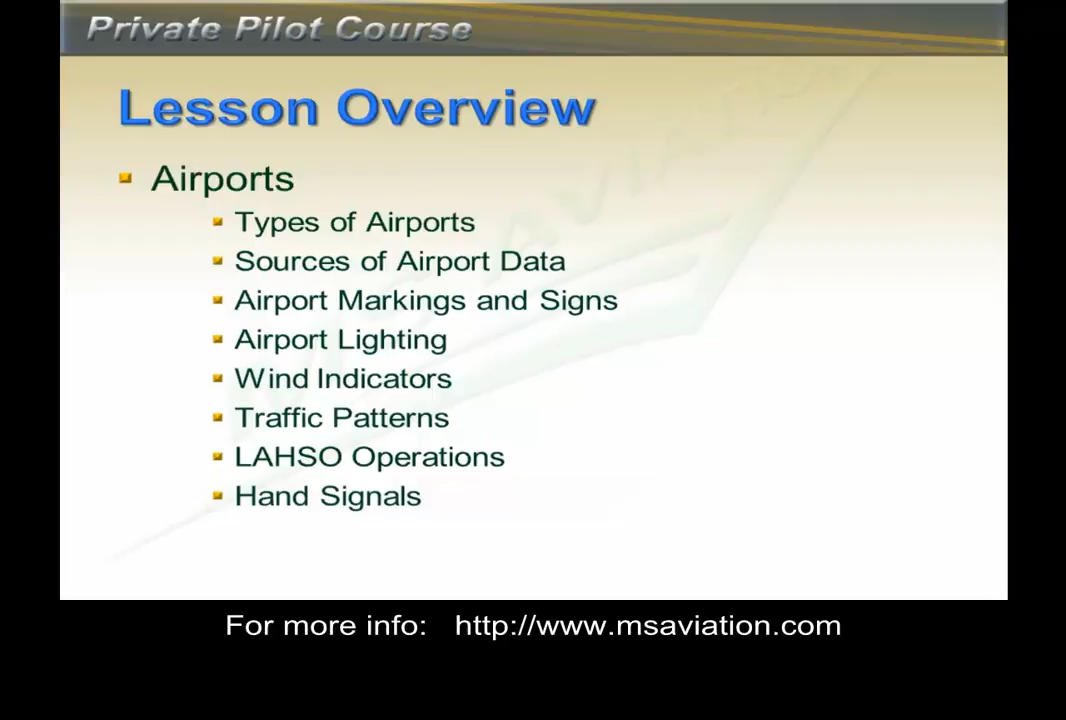 Private Pilot Course
Lesson Overview
Airports
Types of Airports
Sources of Airport Data
Airport Markings and Signs
Airport Lighting
Wind Indicators
Traffic Patterns
LAHSO Operations
Hand Signals
For more info: http://www.msaviation.com